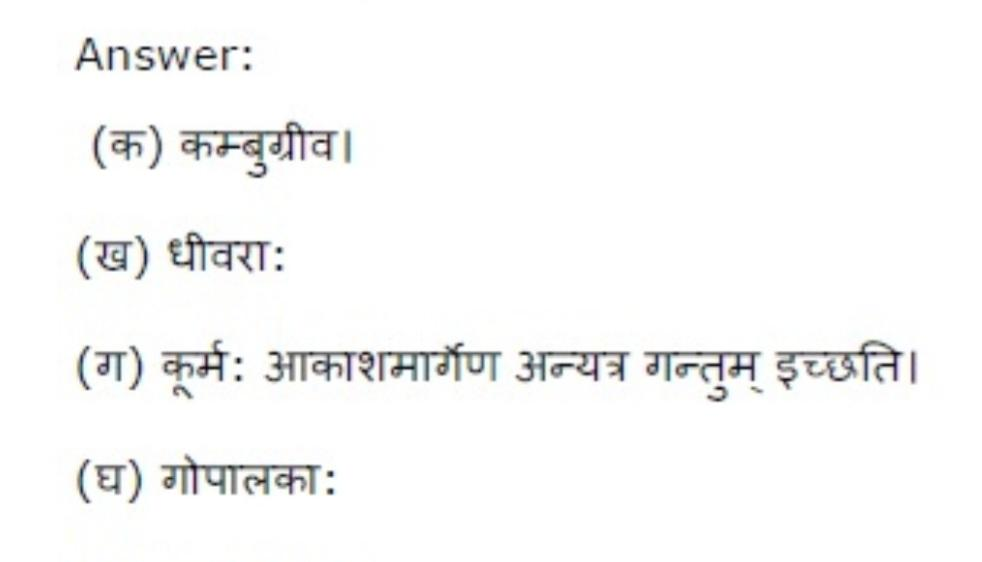 Answer:
(क) कम्बुग्रीव।
(ख) धीवरा:
(ग) कूर्म: आकाशमार्गेण अन्यत्र गन्तुम् इच्छति।
(घ) गोपालका: